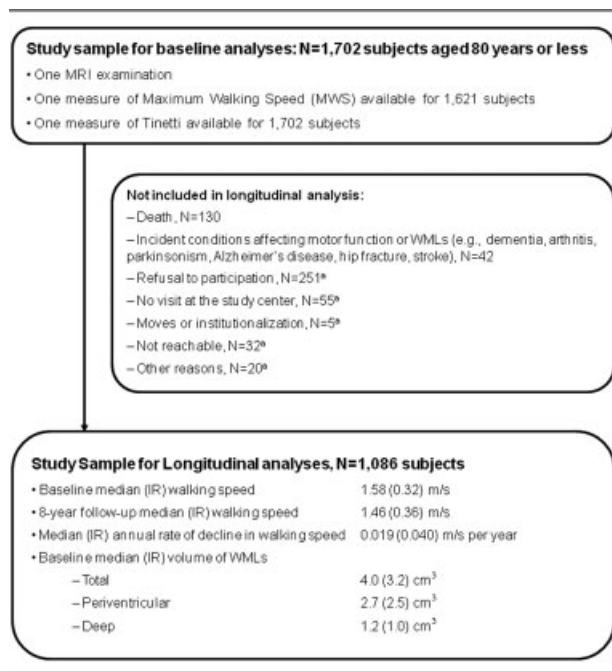 Study sample for baseline analyses: N=1,702 subjects aged 80 years or less
• One MRI examination
• One measure of Maximum Walking Speed (MWS) available for 1,621 subjects
• One measure of Tinetti available for 1,702 subjects
Not included in longitudinal analysis:
– Death, N=130
– Incident conditions affecting motor function or WMLs (e.g., dementia, arthritis,
parkinsonism, Alzheimer's disease, hip fracture, stroke), N=42
– Refusal to participation, N=251ª
– No visit at the study center, N=55ª
– Moves or institutionalization, N=5ª
– Not reachable, N=32ª
– Other reasons, N=20ª
Study Sample for Longitudinal analyses, N=1,086 subjects
• Baseline median (IR) walking speed 1.58 (0.32) m/s
• 8-year follow-up median (IR) walking speed 1.46 (0.36) m/s
• Median (IR) annual rate of decline in walking speed 0.019 (0.040) m/s per year
• Baseline median (IR) volume of WMLs
– Total 4.0 (3.2) cm³
– Periventricular 2.7 (2.5) cm³
– Deep 1.2 (1.0) cm³